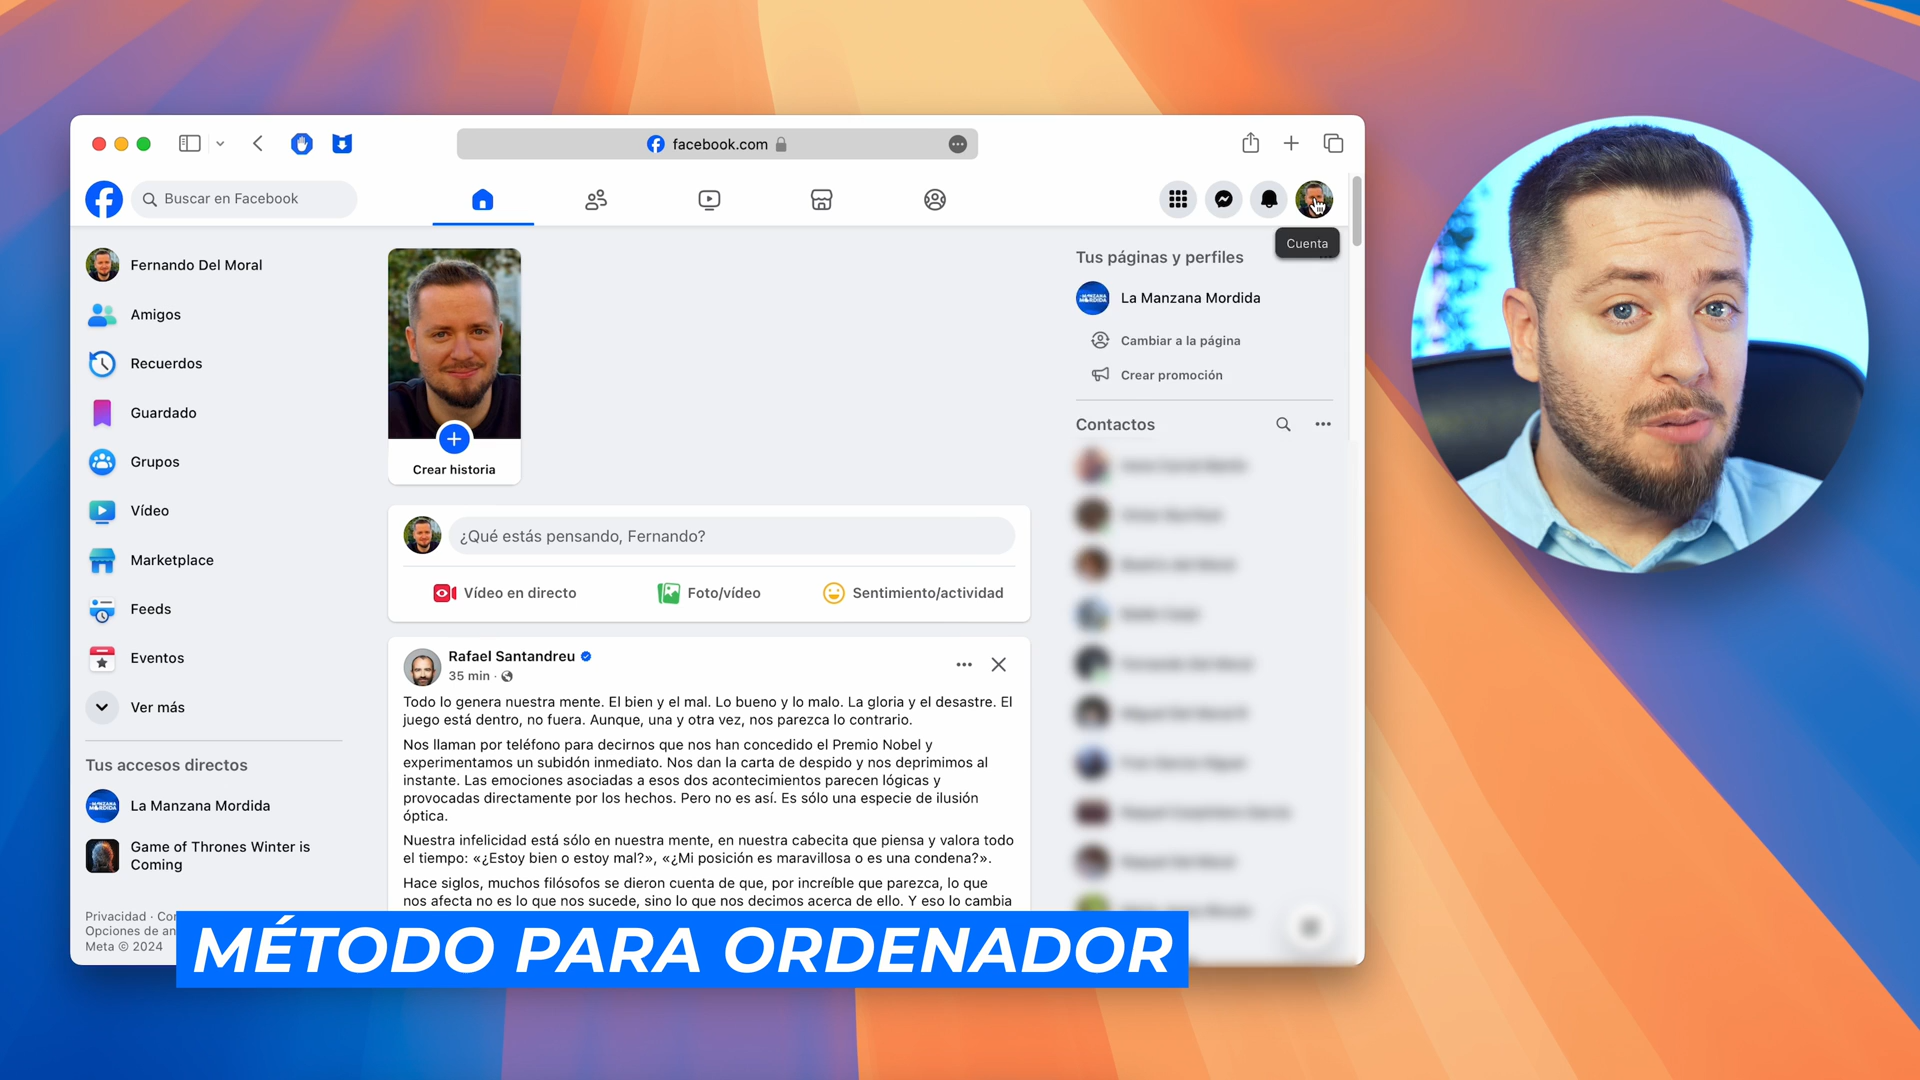 facebook.com
Buscar en Facebook
Cuenta
Fernando Del Moral
Amigos
Recuerdos
Guardado
Grupos
Vídeo
Marketplace
Feeds
Eventos
Ver más
Tus accesos directos
La Manzana Mordida
Game of Thrones Winter is
Coming
Privacidad ·
Opciones de
Meta © 2024
Crear historia
¿Qué estás pensando, Fernando?
Vídeo en directo
Foto/vídeo
Sentimiento/actividad
Rafael Santandreu
35 min ·
Todo lo genera nuestra mente. El bien y el mal. Lo bueno y lo malo. La gloria y el desastre. El
juego está dentro, no fuera. Aunque, una y otra vez, nos parezca lo contrario.
Nos llaman por teléfono para decirnos que nos han concedido el Premio Nobel y
experimentamos un subidón inmediato. Nos dan la carta de despido y nos deprimimos al
instante. Las emociones asociadas a esos dos acontecimientos parecen lógicas y
provocadas directamente por los hechos. Pero no es así. Es sólo una especie de ilusión
óptica.
Nuestra infelicidad está sólo en nuestra mente, en nuestra cabecita que piensa y valora todo
el tiempo: «¿Estoy bien o estoy mal?», «¿Mi posición es maravillosa o es una condena?».
Hace siglos, muchos filósofos se dieron cuenta de que, por increíble que parezca, lo que
nos afecta no es lo que nos sucede, sino lo que nos decimos acerca de ello. Y eso lo cambia
Tus páginas y perfiles
La Manzana Mordida
Cambiar a la página
Crear promoción
Contactos
MÉTODO PARA ORDENADOR